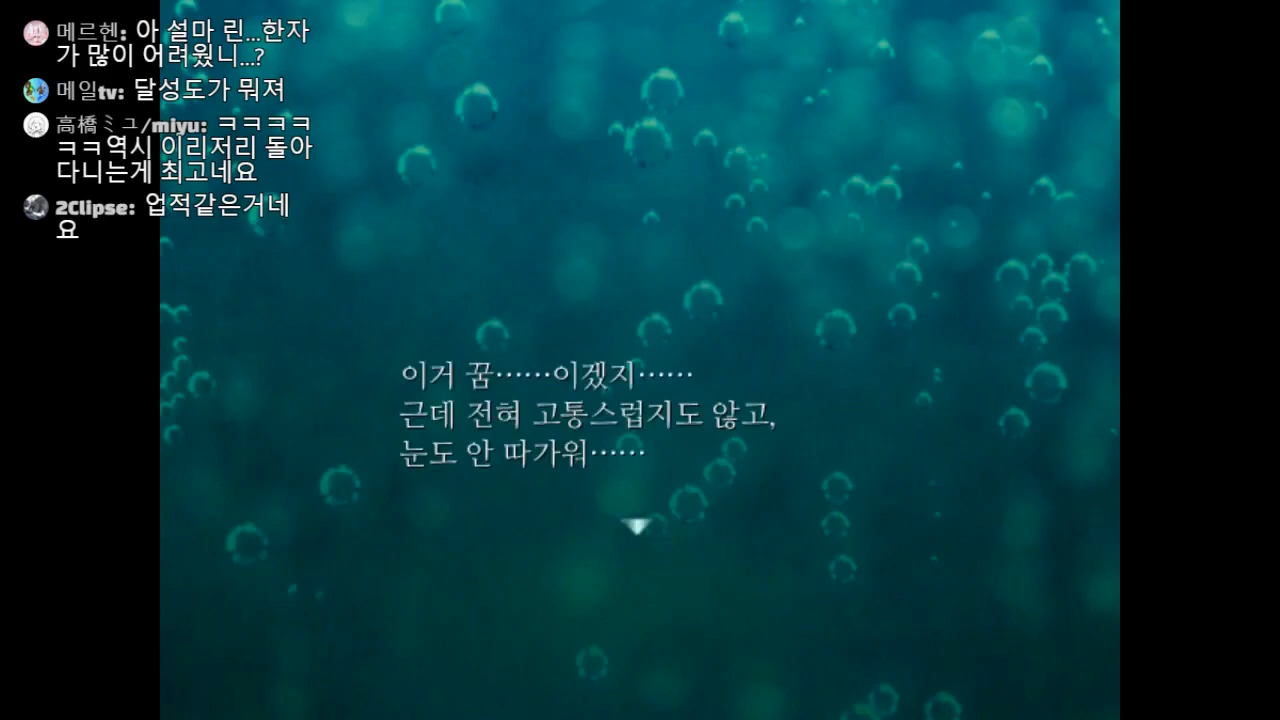 메르헨: 아 설마 린...한자
가 많이 어려웠니...?
메일tv: 달성도가 뭐져
高橋ミユ/miyu: ㅋㅋㅋㅋ
ㅋㅋ역시 이리저리 돌아
다니는게 최고네요
2Clipse: 업적같은거네
요
이거 꿈……이겠지……
근데 전혀 고통스럽지도 않고,
눈도 안 따가워……